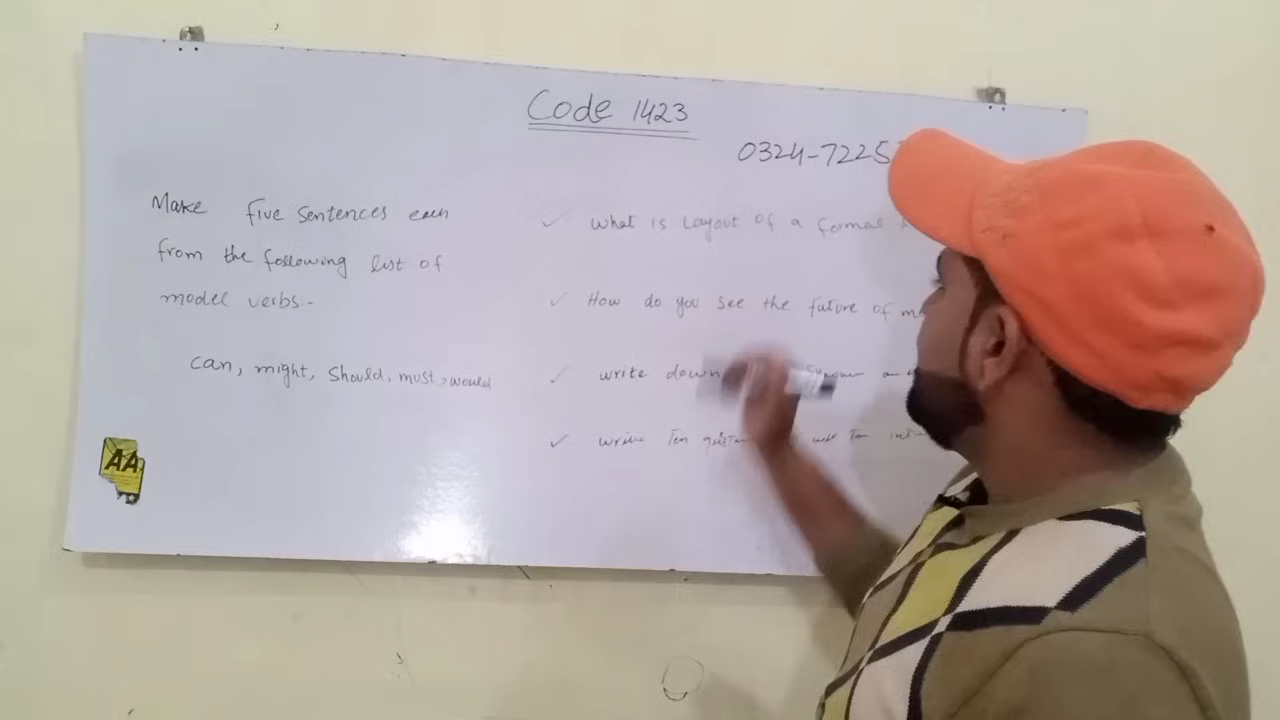 Code 1423
0324-7225
Make five sentences each
from the following list of
model verbs-
can, might, should, must, would
AA
✓ What is Layout of a formal
✓ How do you see the future of
✓ write down
✓ write Ten